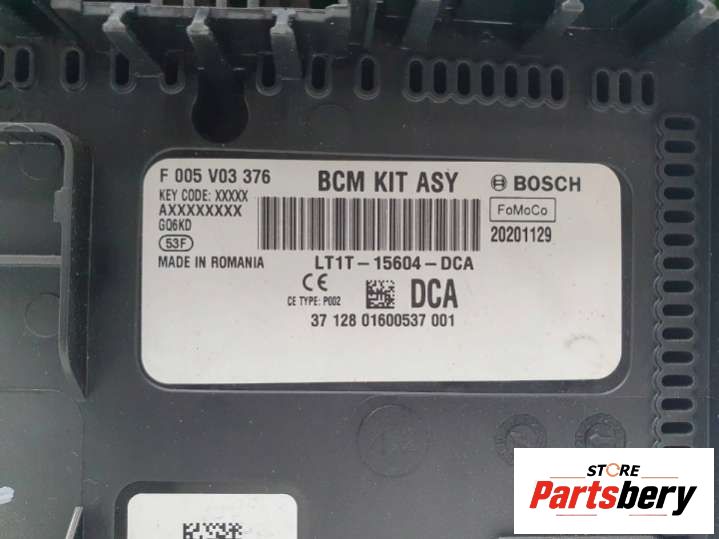 F 005 V03 376
BCM KIT ASY
BOSCH
KEY CODE: XXXXX
AXXXXXXXX
FoMoCo
GQ6KD
20201129
53F
MADE IN ROMANIA
LT1T-15604-DCA
CE
CE TYPE: P002
DCA
37 128 01600537 001
STORE
Partsbery